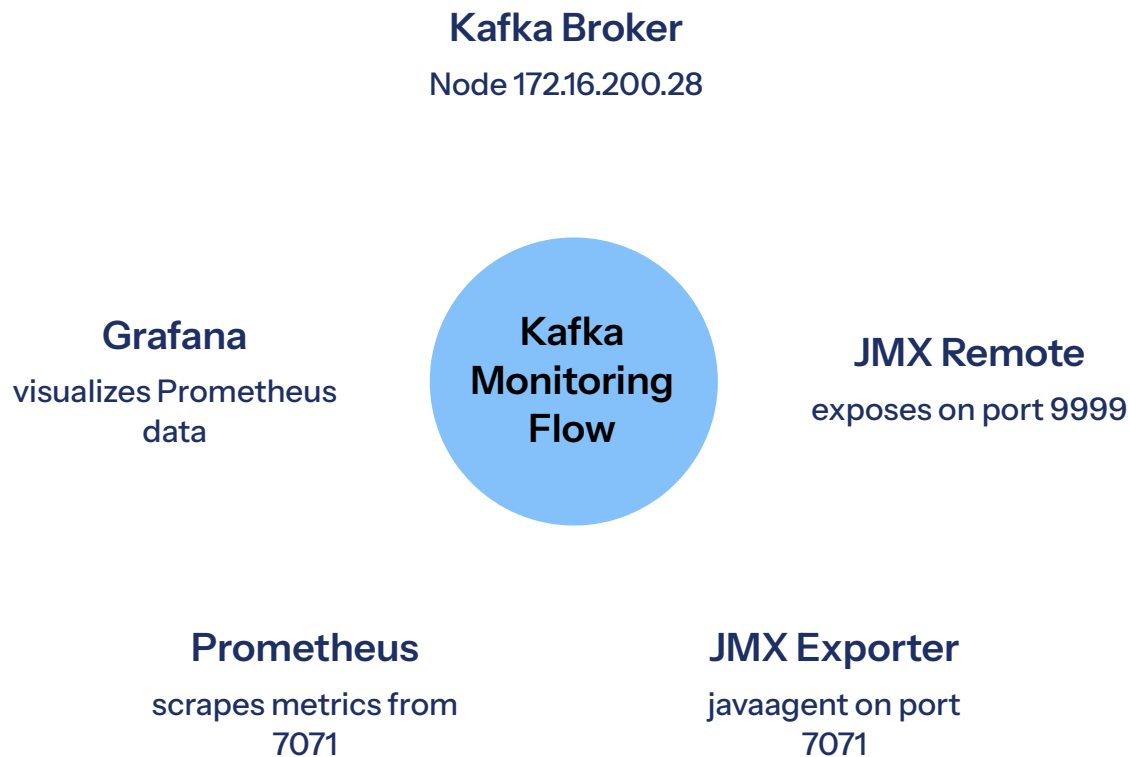 Kafka Broker
Node 172.16.200.28
Kafka
Monitoring
Flow
Grafana
visualizes Prometheus
data
JMX Remote
exposes on port 9999
Prometheus
scrapes metrics from
7071
JMX Exporter
javaagent on port
7071